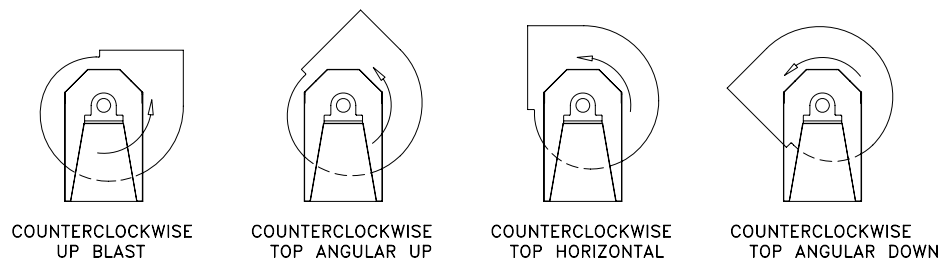 COUNTERCLOCKWISE
UP BLAST
COUNTERCLOCKWISE
TOP ANGULAR UP
COUNTERCLOCKWISE
TOP HORIZONTAL
COUNTERCLOCKWISE
TOP ANGULAR DOWN